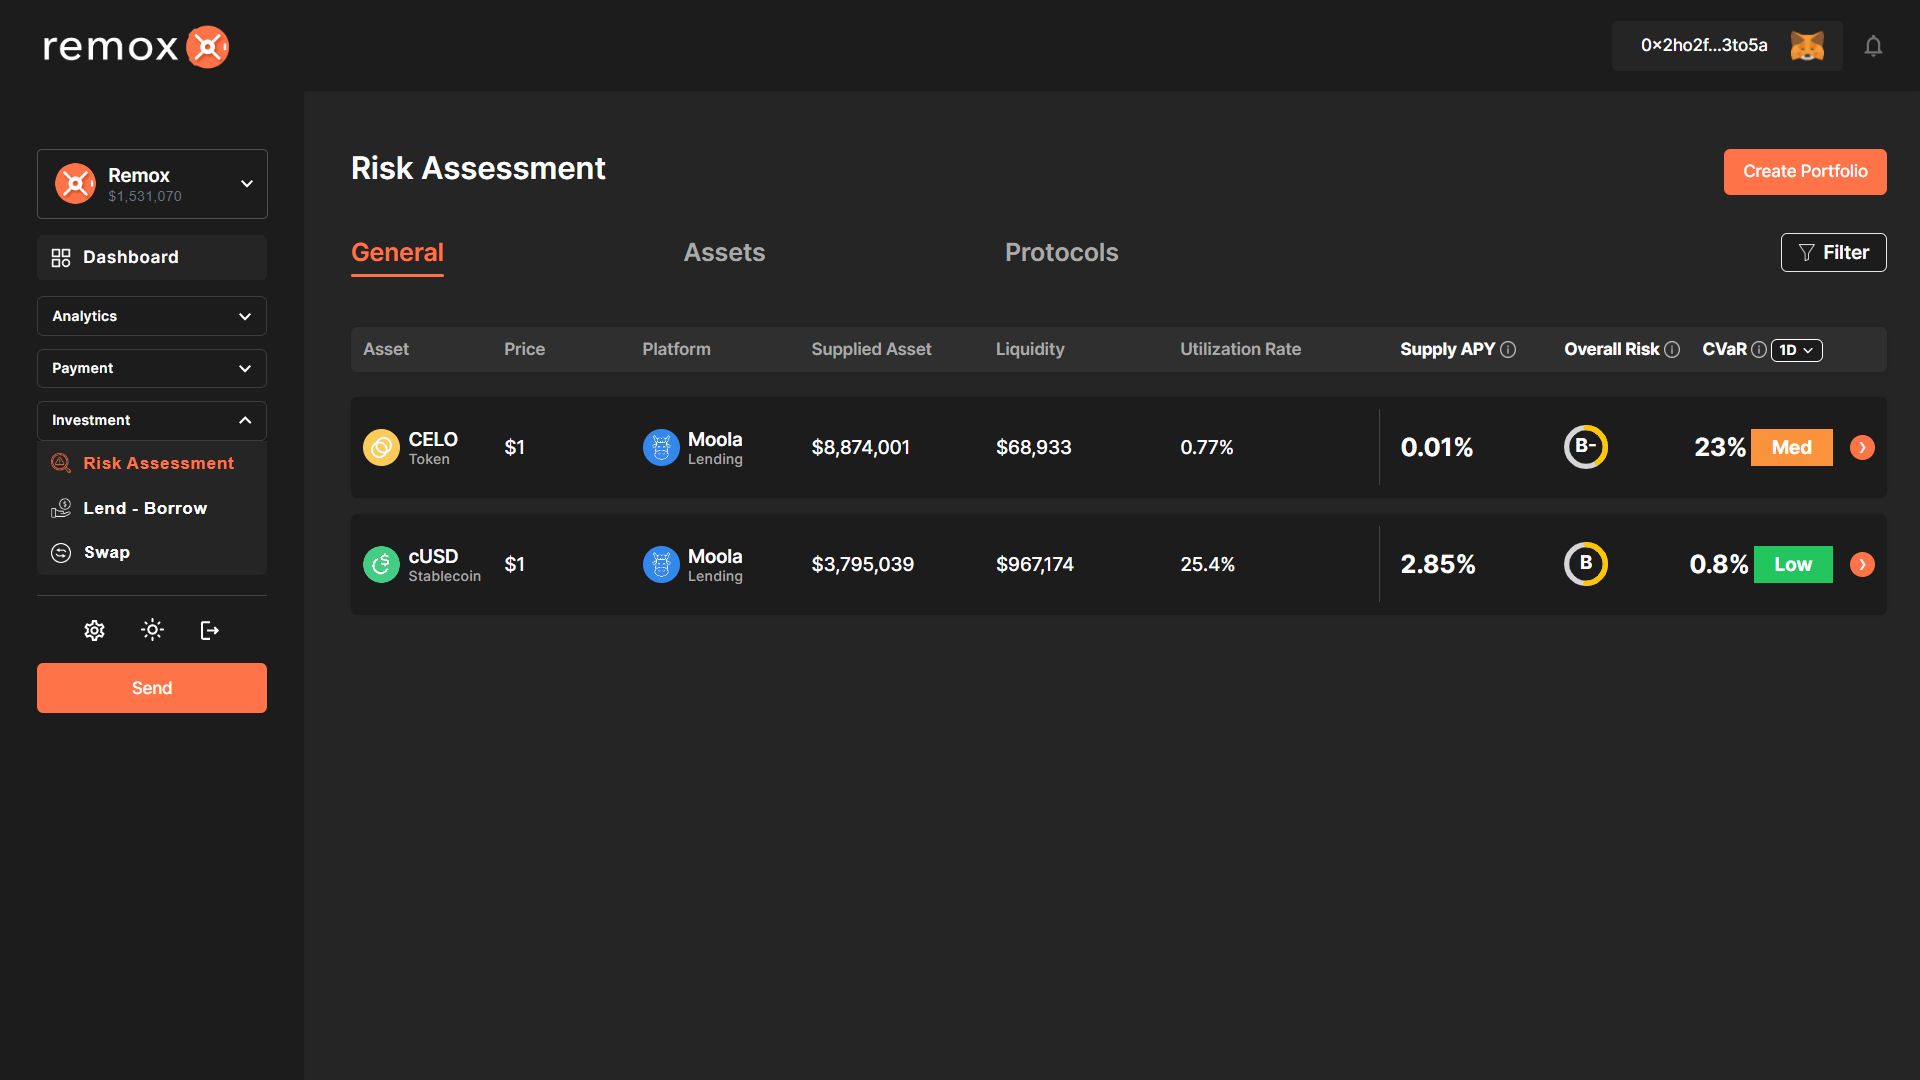 remox
0x2ho2f...3to5a
Remox
$1,531,070
Dashboard
Analytics
Payment
Investment
Risk Assessment
Lend - Borrow
Swap
Send
Risk Assessment
Create Portfolio
General Assets Protocols
Filter
Asset Price Platform Supplied Asset Liquidity Utilization Rate Supply APY Overall Risk CVaR 1D
CELO
Token
$1
Moola
Lending
$8,874,001
$68,933
0.77%
0.01%
B-
23%
Med
cUSD
Stablecoin
$1
Moola
Lending
$3,795,039
$967,174
25.4%
2.85%
B
0.8%
Low